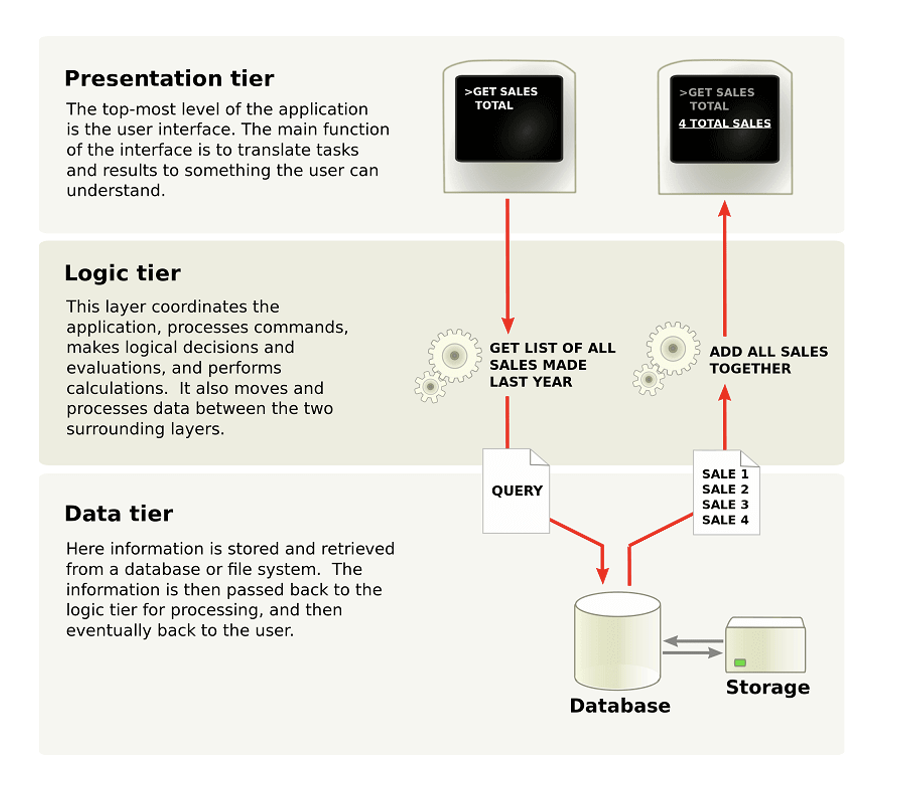 Presentation tier
The top-most level of the application
is the user interface. The main function
of the interface is to translate tasks
and results to something the user can
understand.
>GET SALES
TOTAL
>GET SALES
TOTAL
4 TOTAL SALES
Logic tier
This layer coordinates the
application, processes commands,
makes logical decisions and
evaluations, and performs
calculations.  It also moves and
processes data between the two
surrounding layers.
GET LIST OF ALL
SALES MADE
LAST YEAR
ADD ALL SALES
TOGETHER
QUERY
SALE 1
SALE 2
SALE 3
SALE 4
Data tier
Here information is stored and retrieved
from a database or file system.  The
information is then passed back to the
logic tier for processing, and then
eventually back to the user.
Database
Storage